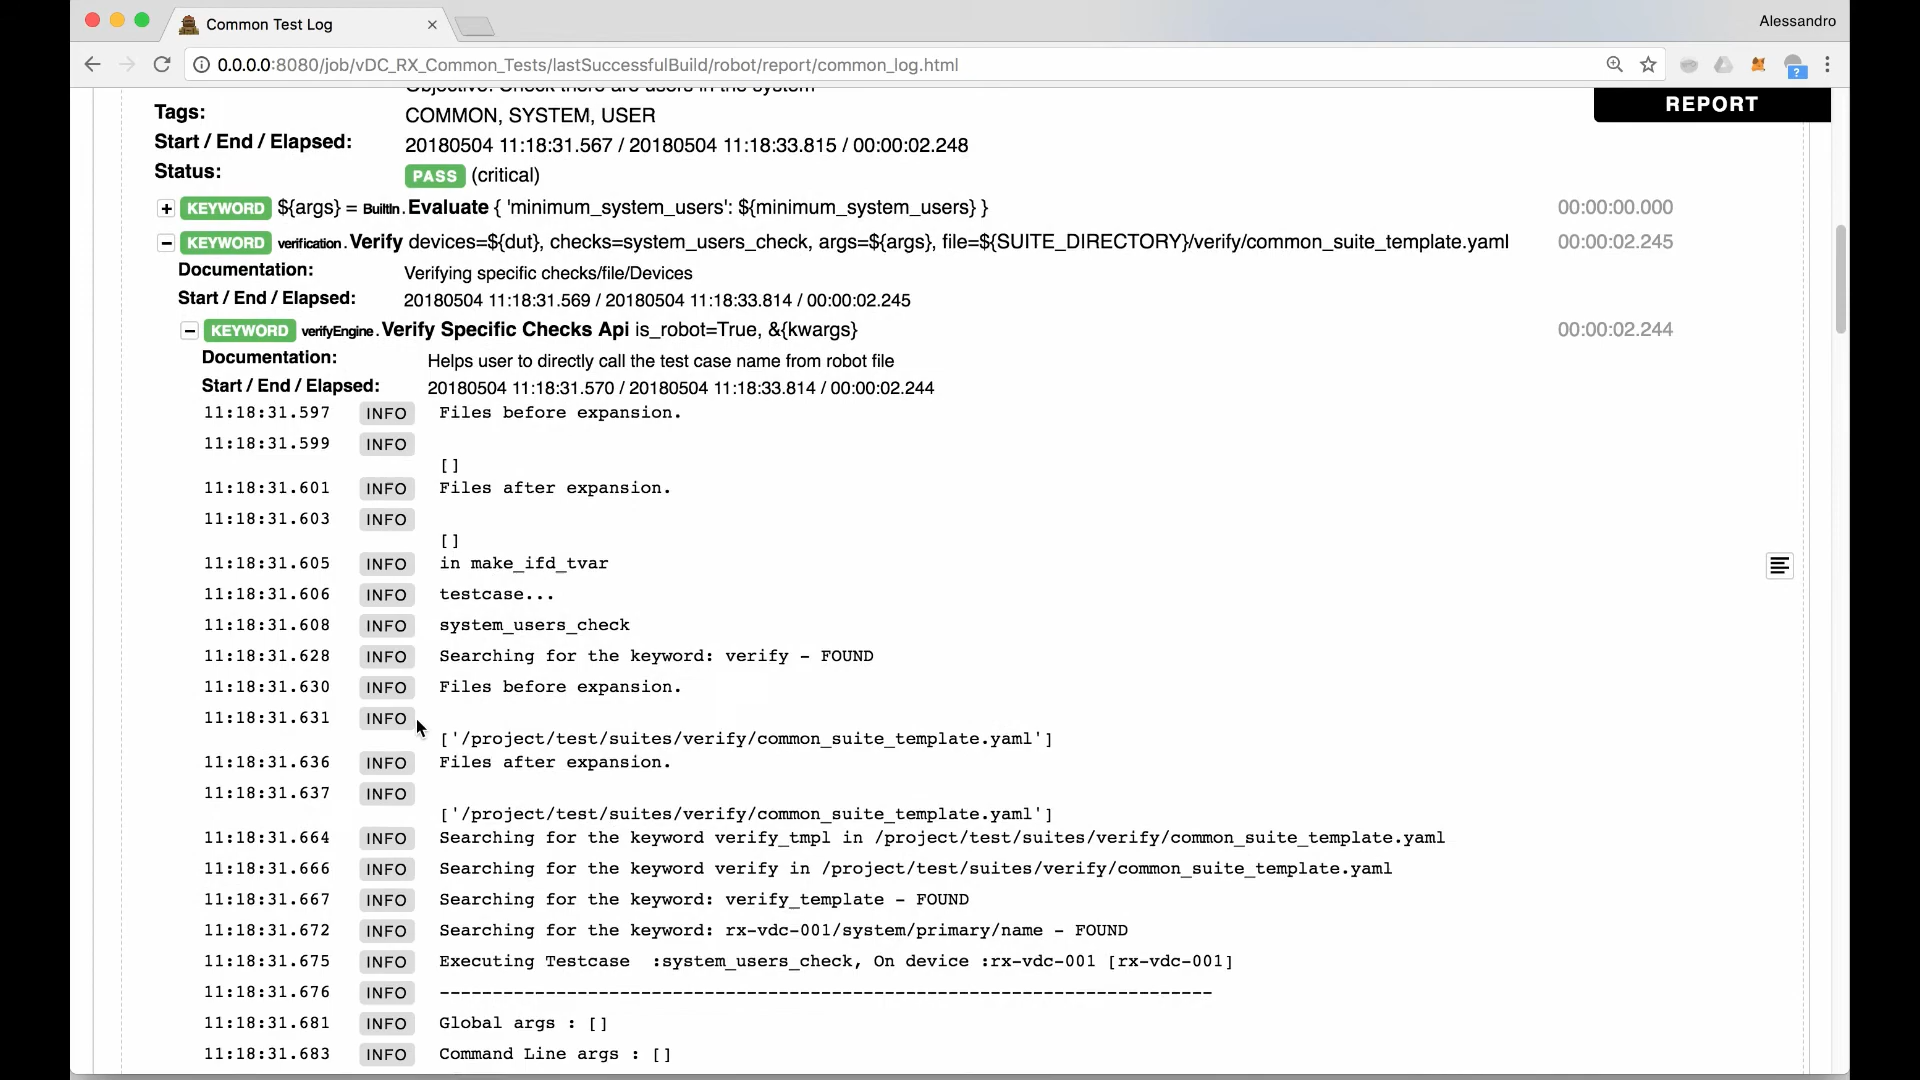 Common Test Log
Alessandro
0.0.0.0:8080/job/vDC_RX_Common_Tests/lastSuccessfulBuild/robot/report/common_log.html
Objective: Check there are users in the system
REPORT
Tags: COMMON, SYSTEM, USER
Start / End / Elapsed: 20180504 11:18:31.567 / 20180504 11:18:33.815 / 00:00:02.248
Status: PASS (critical)
+ KEYWORD ${args} = BuiltIn . Evaluate { 'minimum_system_users': ${minimum_system_users} } 00:00:00.000
− KEYWORD verification . Verify devices=${dut}, checks=system_users_check, args=${args}, file=${SUITE_DIRECTORY}/verify/common_suite_template.yaml 00:00:02.245
Documentation: Verifying specific checks/file/Devices
Start / End / Elapsed: 20180504 11:18:31.569 / 20180504 11:18:33.814 / 00:00:02.245
− KEYWORD verifyEngine . Verify Specific Checks Api is_robot=True, &{kwargs} 00:00:02.244
Documentation: Helps user to directly call the test case name from robot file
Start / End / Elapsed: 20180504 11:18:31.570 / 20180504 11:18:33.814 / 00:00:02.244
11:18:31.597 INFO Files before expansion.
11:18:31.599 INFO
[]
11:18:31.601 INFO Files after expansion.
11:18:31.603 INFO
[]
11:18:31.605 INFO in make_ifd_tvar
11:18:31.606 INFO testcase...
11:18:31.608 INFO system_users_check
11:18:31.628 INFO Searching for the keyword: verify - FOUND
11:18:31.630 INFO Files before expansion.
11:18:31.631 INFO
['/project/test/suites/verify/common_suite_template.yaml']
11:18:31.636 INFO Files after expansion.
11:18:31.637 INFO
['/project/test/suites/verify/common_suite_template.yaml']
11:18:31.664 INFO Searching for the keyword verify_tmpl in /project/test/suites/verify/common_suite_template.yaml
11:18:31.666 INFO Searching for the keyword verify in /project/test/suites/verify/common_suite_template.yaml
11:18:31.667 INFO Searching for the keyword: verify_template - FOUND
11:18:31.672 INFO Searching for the keyword: rx-vdc-001/system/primary/name - FOUND
11:18:31.675 INFO Executing Testcase  :system_users_check, On device :rx-vdc-001 [rx-vdc-001]
11:18:31.676 INFO -------------------------------------------------------------------------
11:18:31.681 INFO Global args : []
11:18:31.683 INFO Command Line args : []